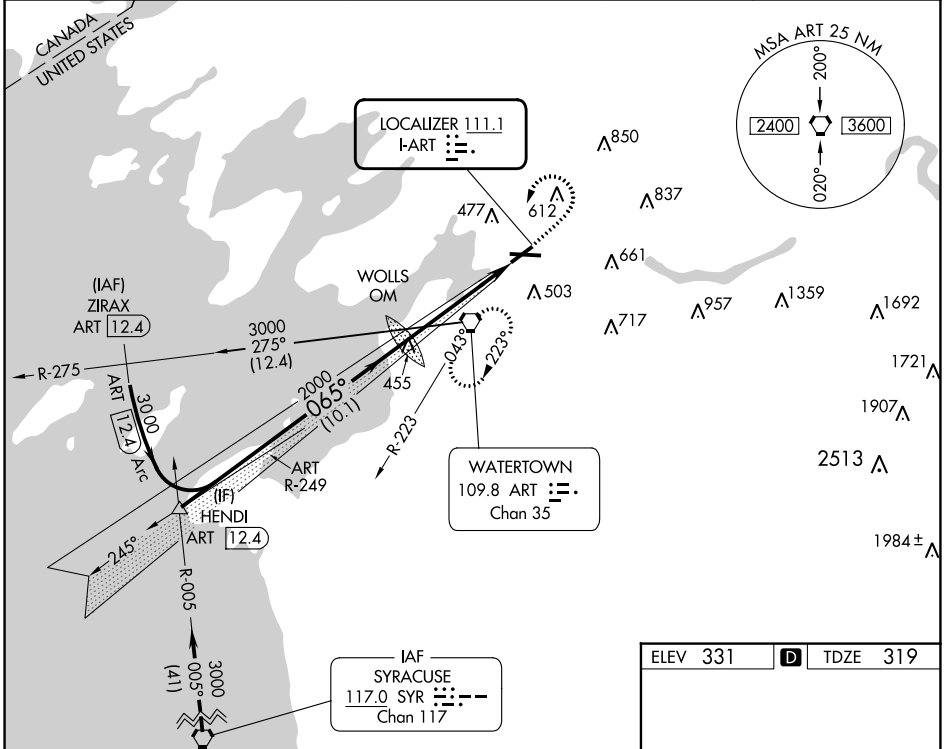 CANADA
UNITED STATES
MSA ART 25 NM
200°
2400
3600
020°
LOCALIZER 111.1
I-ART
850
837
477
612
661
503
717
957
1359
1692
1721
1907
2513
1984±
WOLLS
OM
455
(IAF)
ZIRAX
ART 12.4
3000
275°
(12.4)
R-275
3000
ART 12.4 Arc
2000
065°
(10.1)
043°
223°
R-223
ART
R-249
(IF)
HENDI
ART 12.4
245°
R-005
3000
005°
(41)
WATERTOWN
109.8 ART
Chan 35
IAF
SYRACUSE
117.0 SYR
Chan 117
ELEV 331 D TDZE 319